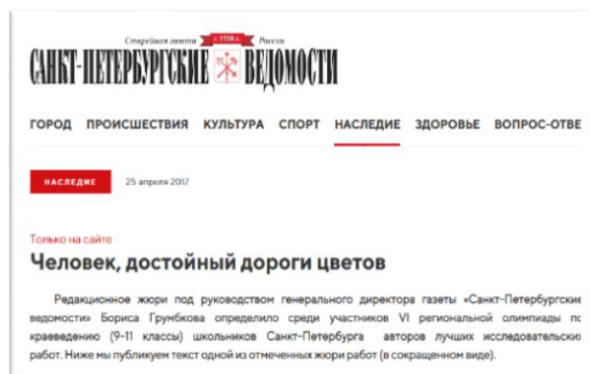 Старейшая газета с 1728 г. России
САНКТ-ПЕТЕРБУРГСКИЕ ВЕДОМОСТИ
ГОРОД ПРОИСШЕСТВИЯ КУЛЬТУРА СПОРТ НАСЛЕДИЕ ЗДОРОВЬЕ ВОПРОС-ОТВЕ
НАСЛЕДИЕ 25 апреля 2017
Только на сайте
Человек, достойный дороги цветов
Редакционное жюри под руководством генерального директора газеты «Санкт-Петербургские
ведомости» Бориса Грумбкова определило среди участников VI региональной олимпиады по
краеведению (9-11 классы) школьников Санкт-Петербурга авторов лучших исследовательских
работ. Ниже мы публикуем текст одной из отмеченных жюри работ (в сокращенном виде).